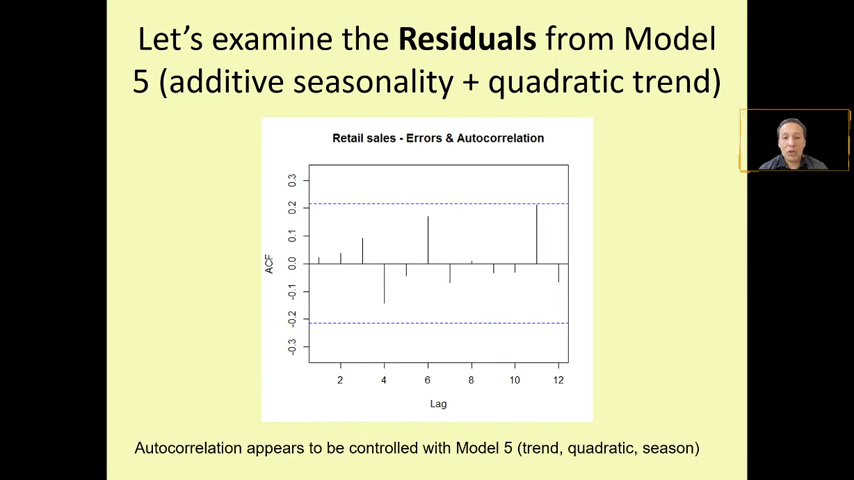 Let's examine the Residuals from Model
5 (additive seasonality + quadratic trend)
Retail sales - Errors & Autocorrelation
ACF
0.3
0.2
0.1
0.0
-0.1
-0.2
-0.3
2 4 6 8 10 12
Lag
Autocorrelation appears to be controlled with Model 5 (trend, quadratic, season)